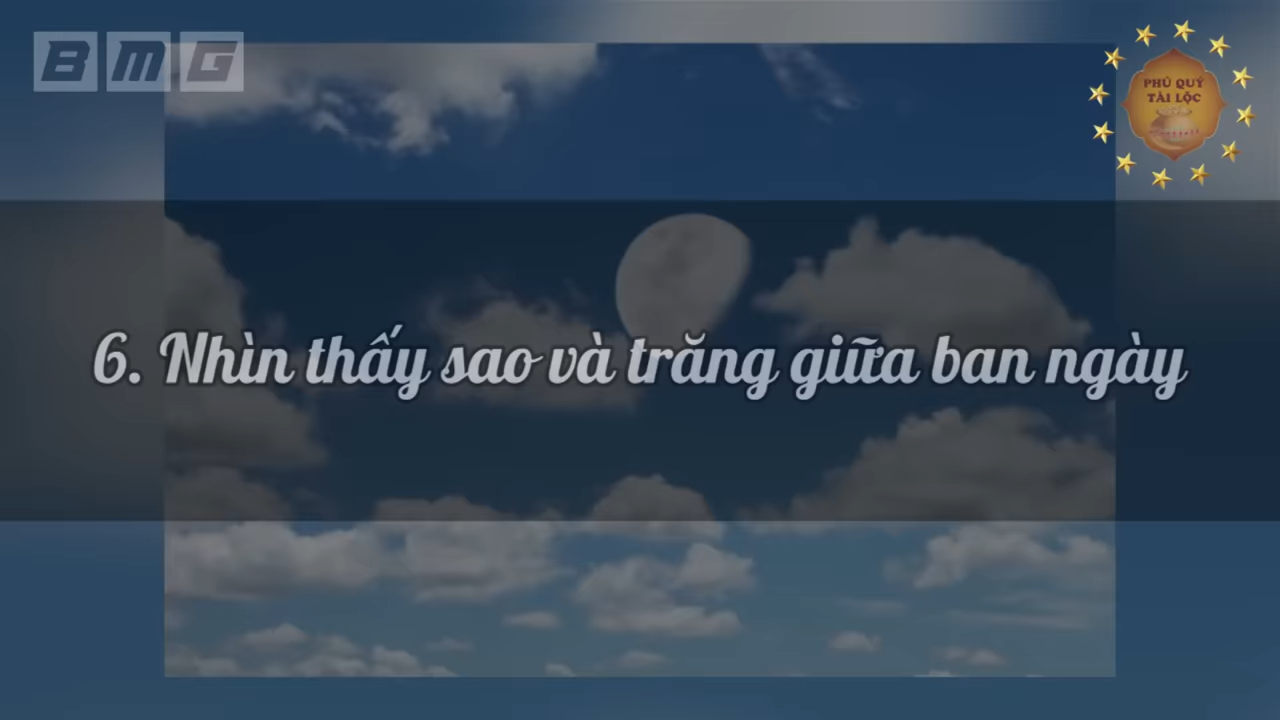 BMG
PHÚ QUÝ
TÀI LỘC
6. Nhìn thấy sao và trăng giữa ban ngày